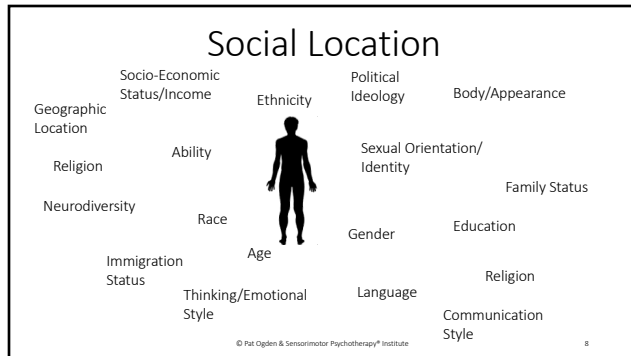 Social Location
Socio-Economic
Status/Income
Political
Ideology
Body/Appearance
Ethnicity
Geographic
Location
Ability
Sexual Orientation/
Identity
Religion
Family Status
Neurodiversity
Race
Gender
Education
Age
Immigration
Status
Religion
Thinking/Emotional
Style
Language
Communication
Style
© Pat Ogden & Sensorimotor Psychotherapy® Institute
8